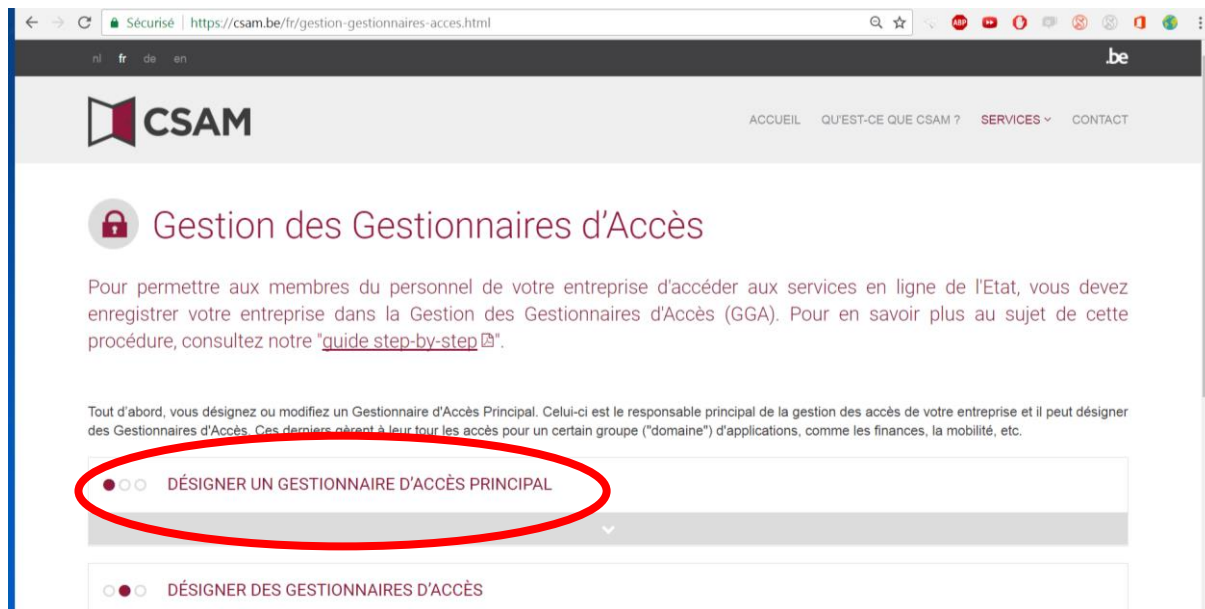 Sécurisé | https://csam.be/fr/gestion-gestionnaires-acces.html
ABP
nl fr de en
.be
CSAM
ACCUEIL QU'EST-CE QUE CSAM ? SERVICES CONTACT
Gestion des Gestionnaires d'Accès
Pour permettre aux membres du personnel de votre entreprise d'accéder aux services en ligne de l'Etat, vous devez
enregistrer votre entreprise dans la Gestion des Gestionnaires d'Accès (GGA). Pour en savoir plus au sujet de cette
procédure, consultez notre "guide step-by-step".
Tout d'abord, vous désignez ou modifiez un Gestionnaire d'Accès Principal. Celui-ci est le responsable principal de la gestion des accès de votre entreprise et il peut désigner
des Gestionnaires d'Accès. Ces derniers gèrent à leur tour les accès pour un certain groupe ("domaine") d'applications, comme les finances, la mobilité, etc.
DÉSIGNER UN GESTIONNAIRE D'ACCÈS PRINCIPAL
DÉSIGNER DES GESTIONNAIRES D'ACCÈS